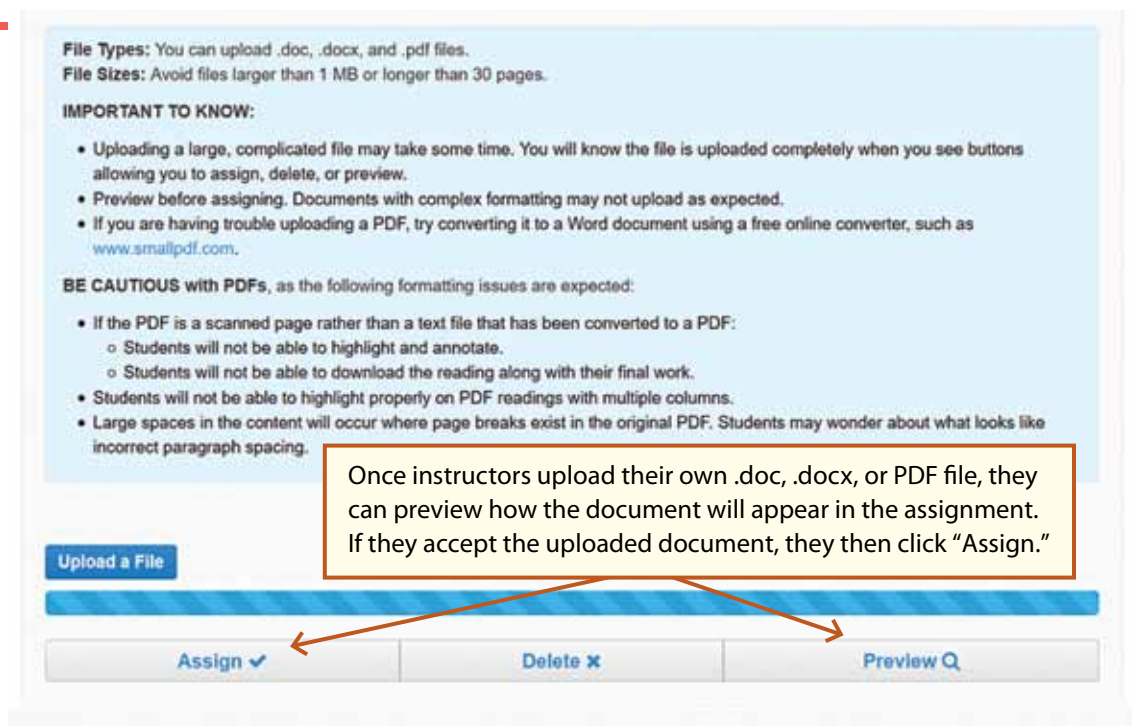 File Types: You can upload .doc, .docx, and .pdf files.
File Sizes: Avoid files larger than 1 MB or longer than 30 pages.
IMPORTANT TO KNOW:
• Uploading a large, complicated file may take some time. You will know the file is uploaded completely when you see buttons
allowing you to assign, delete, or preview.
• Preview before assigning. Documents with complex formatting may not upload as expected.
• If you are having trouble uploading a PDF, try converting it to a Word document using a free online converter, such as
www.smallpdf.com.
BE CAUTIOUS with PDFs, as the following formatting issues are expected:
• If the PDF is a scanned page rather than a text file that has been converted to a PDF:
○ Students will not be able to highlight and annotate.
○ Students will not be able to download the reading along with their final work.
• Students will not be able to highlight properly on PDF readings with multiple columns.
• Large spaces in the content will occur where page breaks exist in the original PDF. Students may wonder about what looks like
incorrect paragraph spacing.
Once instructors upload their own .doc, .docx, or PDF file, they
can preview how the document will appear in the assignment.
If they accept the uploaded document, they then click “Assign.”
Upload a File
Assign ✔
Delete ✖
Preview